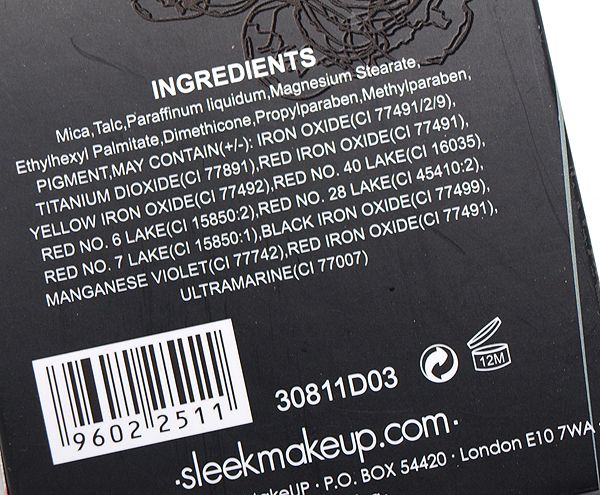 INGREDIENTS
Mica,Talc,Paraffinum liquidum,Magnesium Stearate,
Ethylhexyl Palmitate,Dimethicone,Propylparaben,Methylparaben,
PIGMENT,MAY CONTAIN(+/-): IRON OXIDE(CI 77491/2/9),
TITANIUM DIOXIDE(CI 77891),RED IRON OXIDE(CI 77491),
YELLOW IRON OXIDE(CI 77492),RED NO. 40 LAKE(CI 16035),
RED NO. 6 LAKE(CI 15850:2),RED NO. 28 LAKE(CI 45410:2),
RED NO. 7 LAKE(CI 15850:1),BLACK IRON OXIDE(CI 77499),
MANGANESE VIOLET(CI 77742),RED IRON OXIDE(CI 77491),
ULTRAMARINE(CI 77007)
96022511
30811D03
12M
·sleekmakeup.com·
keUP · P.O. BOX 54420 · London E10 7WA